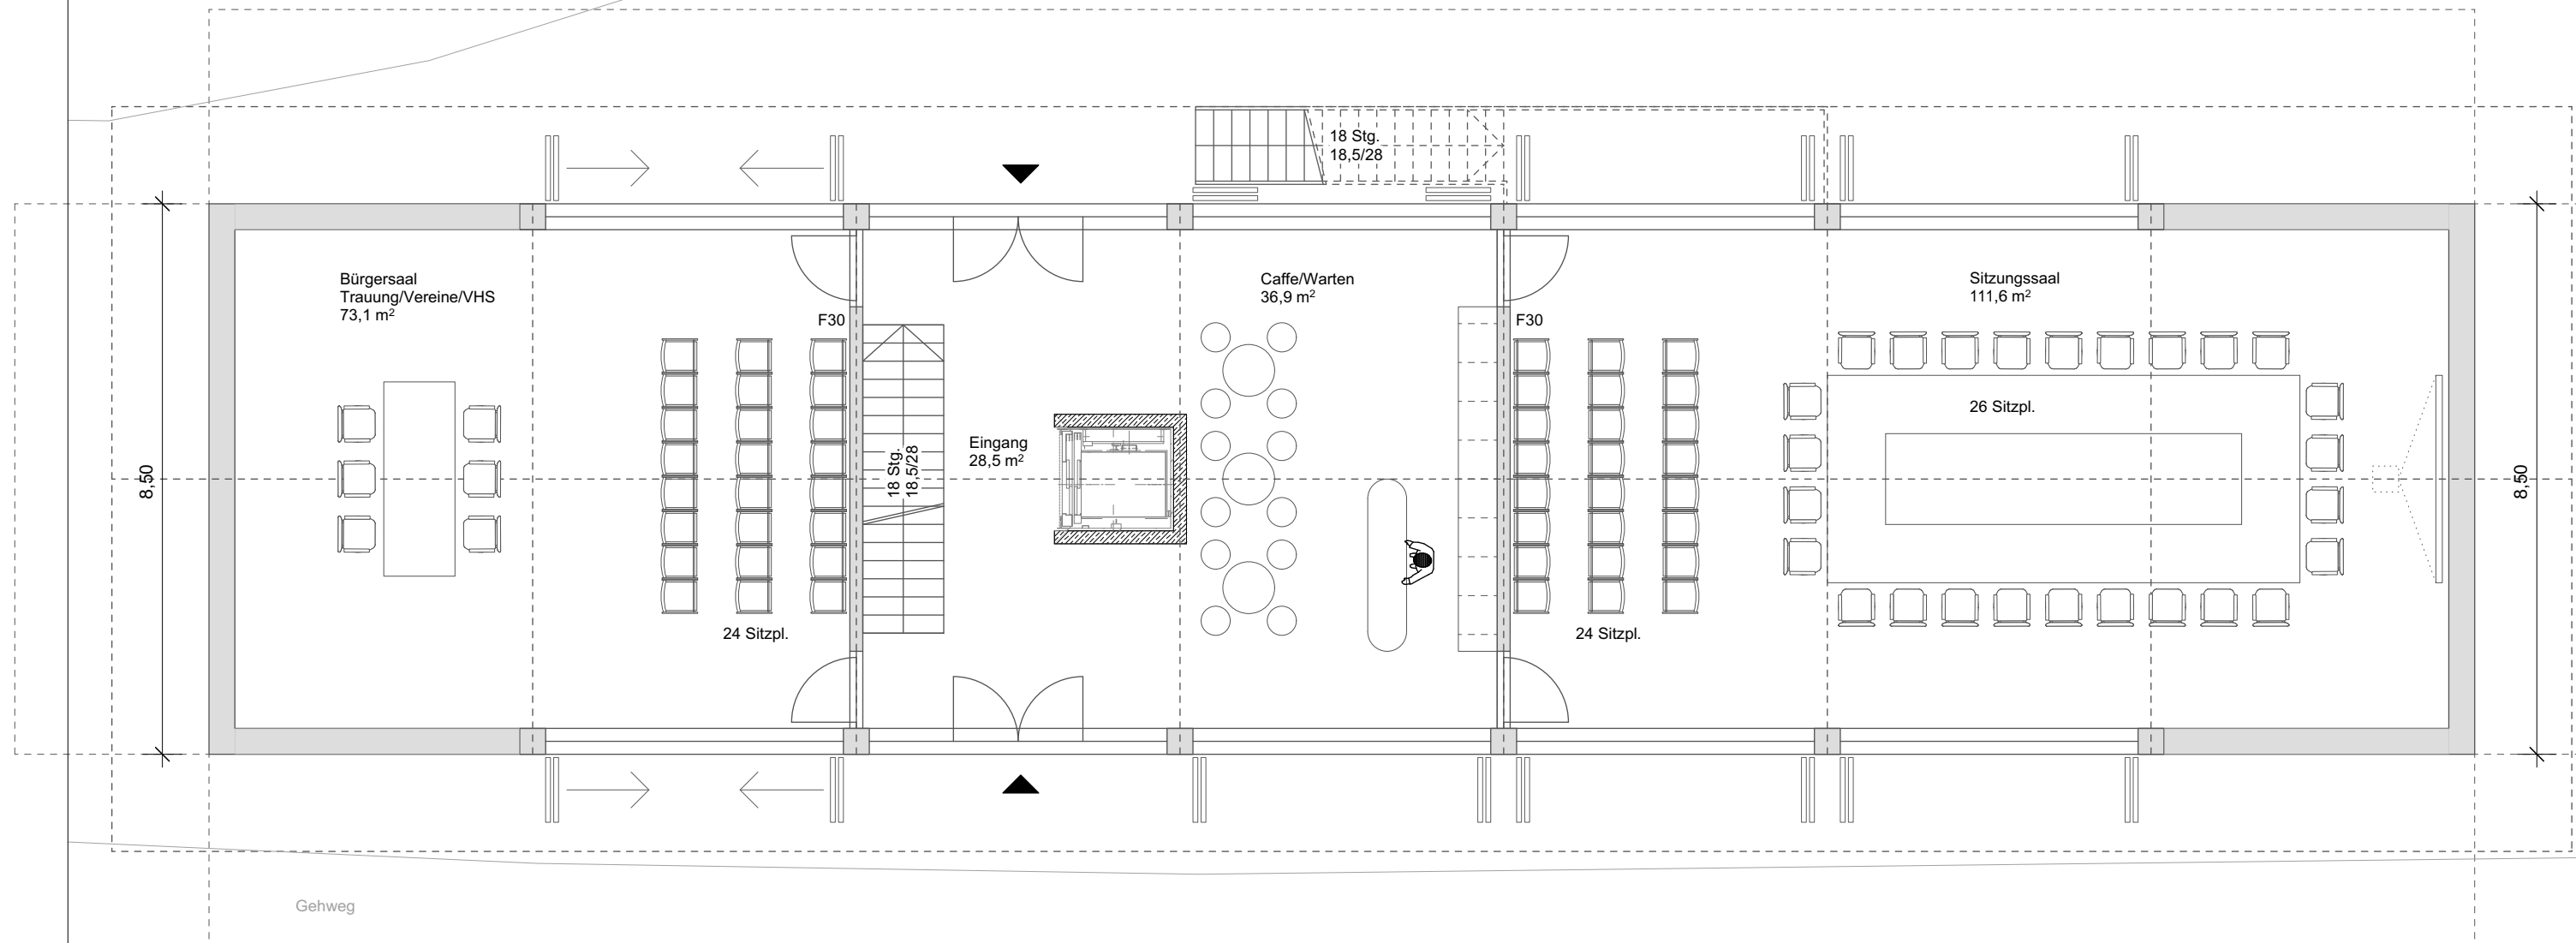 18 Stg.
18,5/28
Bürgersaal
Trauung/Vereine/VHS
73,1 m²
Caffe/Warten
36,9 m²
Sitzungssaal
111,6 m²
F30
F30
26 Sitzpl.
Eingang
28,5 m²
18 Stg.
18,5/28
8,50
8,50
24 Sitzpl.
24 Sitzpl.
Gehweg